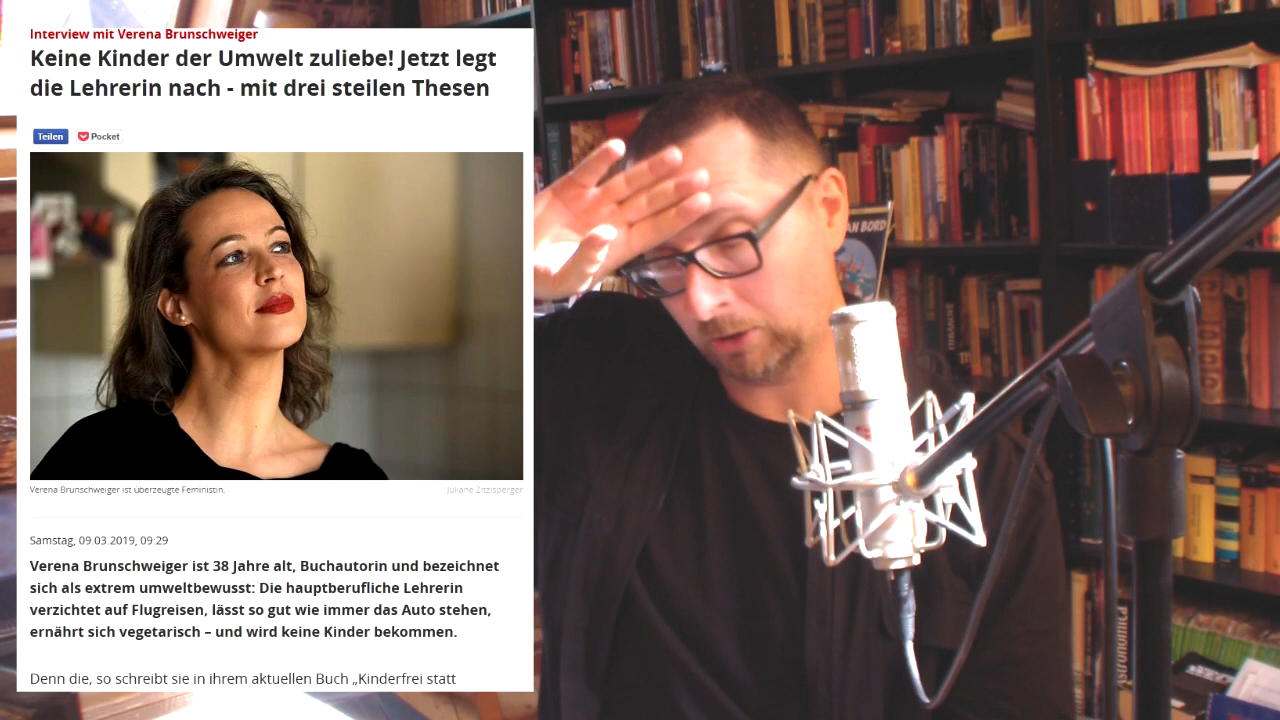 Interview mit Verena Brunschweiger
Keine Kinder der Umwelt zuliebe! Jetzt legt
die Lehrerin nach - mit drei steilen Thesen
Teilen
Pocket
Verena Brunschweiger ist überzeugte Feministin.
Juliane Zitzlsperger
Samstag, 09.03.2019, 09:29
Verena Brunschweiger ist 38 Jahre alt, Buchautorin und bezeichnet
sich als extrem umweltbewusst: Die hauptberufliche Lehrerin
verzichtet auf Flugreisen, lässt so gut wie immer das Auto stehen,
ernährt sich vegetarisch – und wird keine Kinder bekommen.
Denn die, so schreibt sie in ihrem aktuellen Buch „Kinderfrei statt
AN BORD
Astronomica